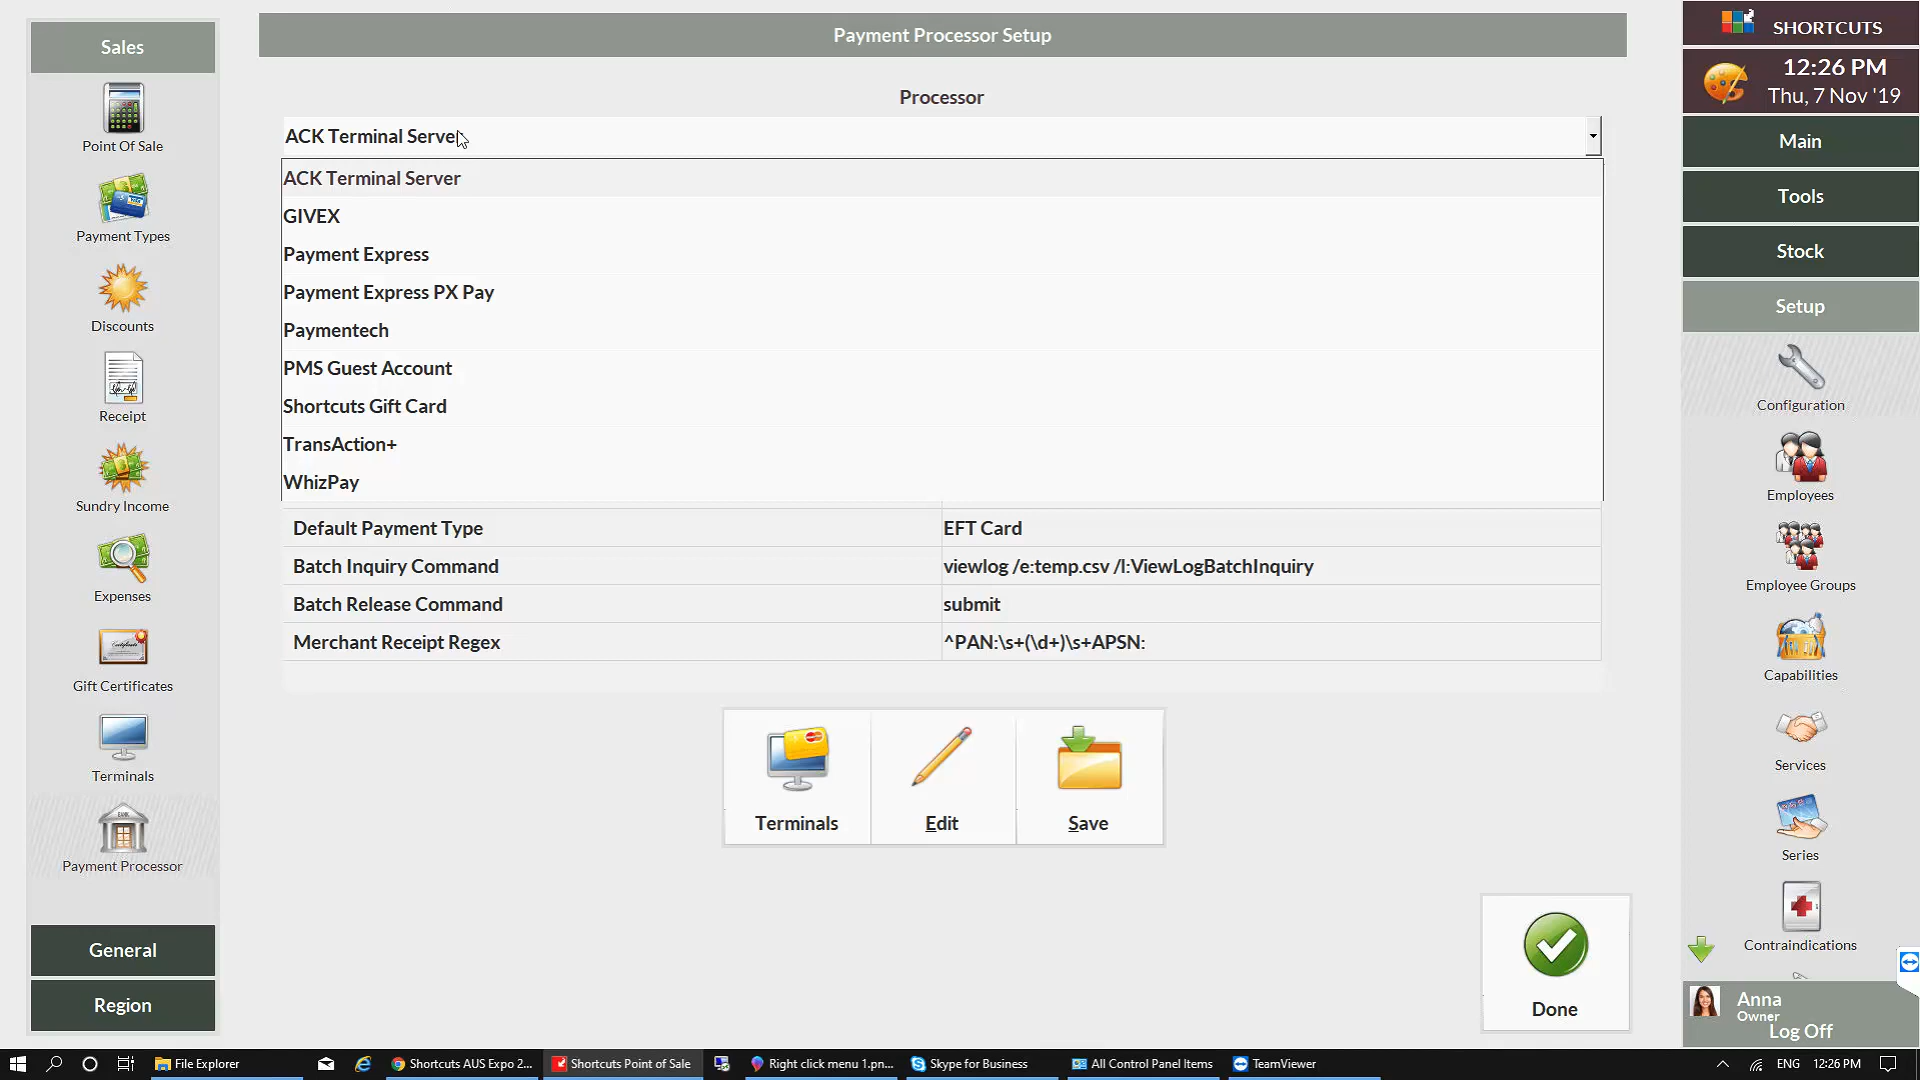 Sales
Point Of Sale
Payment Types
Discounts
Receipt
Sundry Income
Expenses
Gift Certificates
Terminals
BANK
Payment Processor
General
Region
Payment Processor Setup
Processor
ACK Terminal Server
ACK Terminal Server
GIVEX
Payment Express
Payment Express PX Pay
Paymentech
PMS Guest Account
Shortcuts Gift Card
TransAction+
WhizPay
Default Payment Type EFT Card
Batch Inquiry Command viewlog /e:temp.csv /l:ViewLogBatchInquiry
Batch Release Command submit
Merchant Receipt Regex ^PAN:\s+(\d+)\s+APSN:
Terminals
Edit
Save
Done
SHORTCUTS
12:26 PM
Thu, 7 Nov '19
Main
Tools
Stock
Setup
Configuration
Employees
Employee Groups
Capabilities
Services
Series
Contraindications
Anna
Owner
Log Off
File Explorer
Shortcuts AUS Expo 2...
Shortcuts Point of Sale
Right click menu 1.pn...
Skype for Business
All Control Panel Items
TeamViewer
ENG
12:26 PM